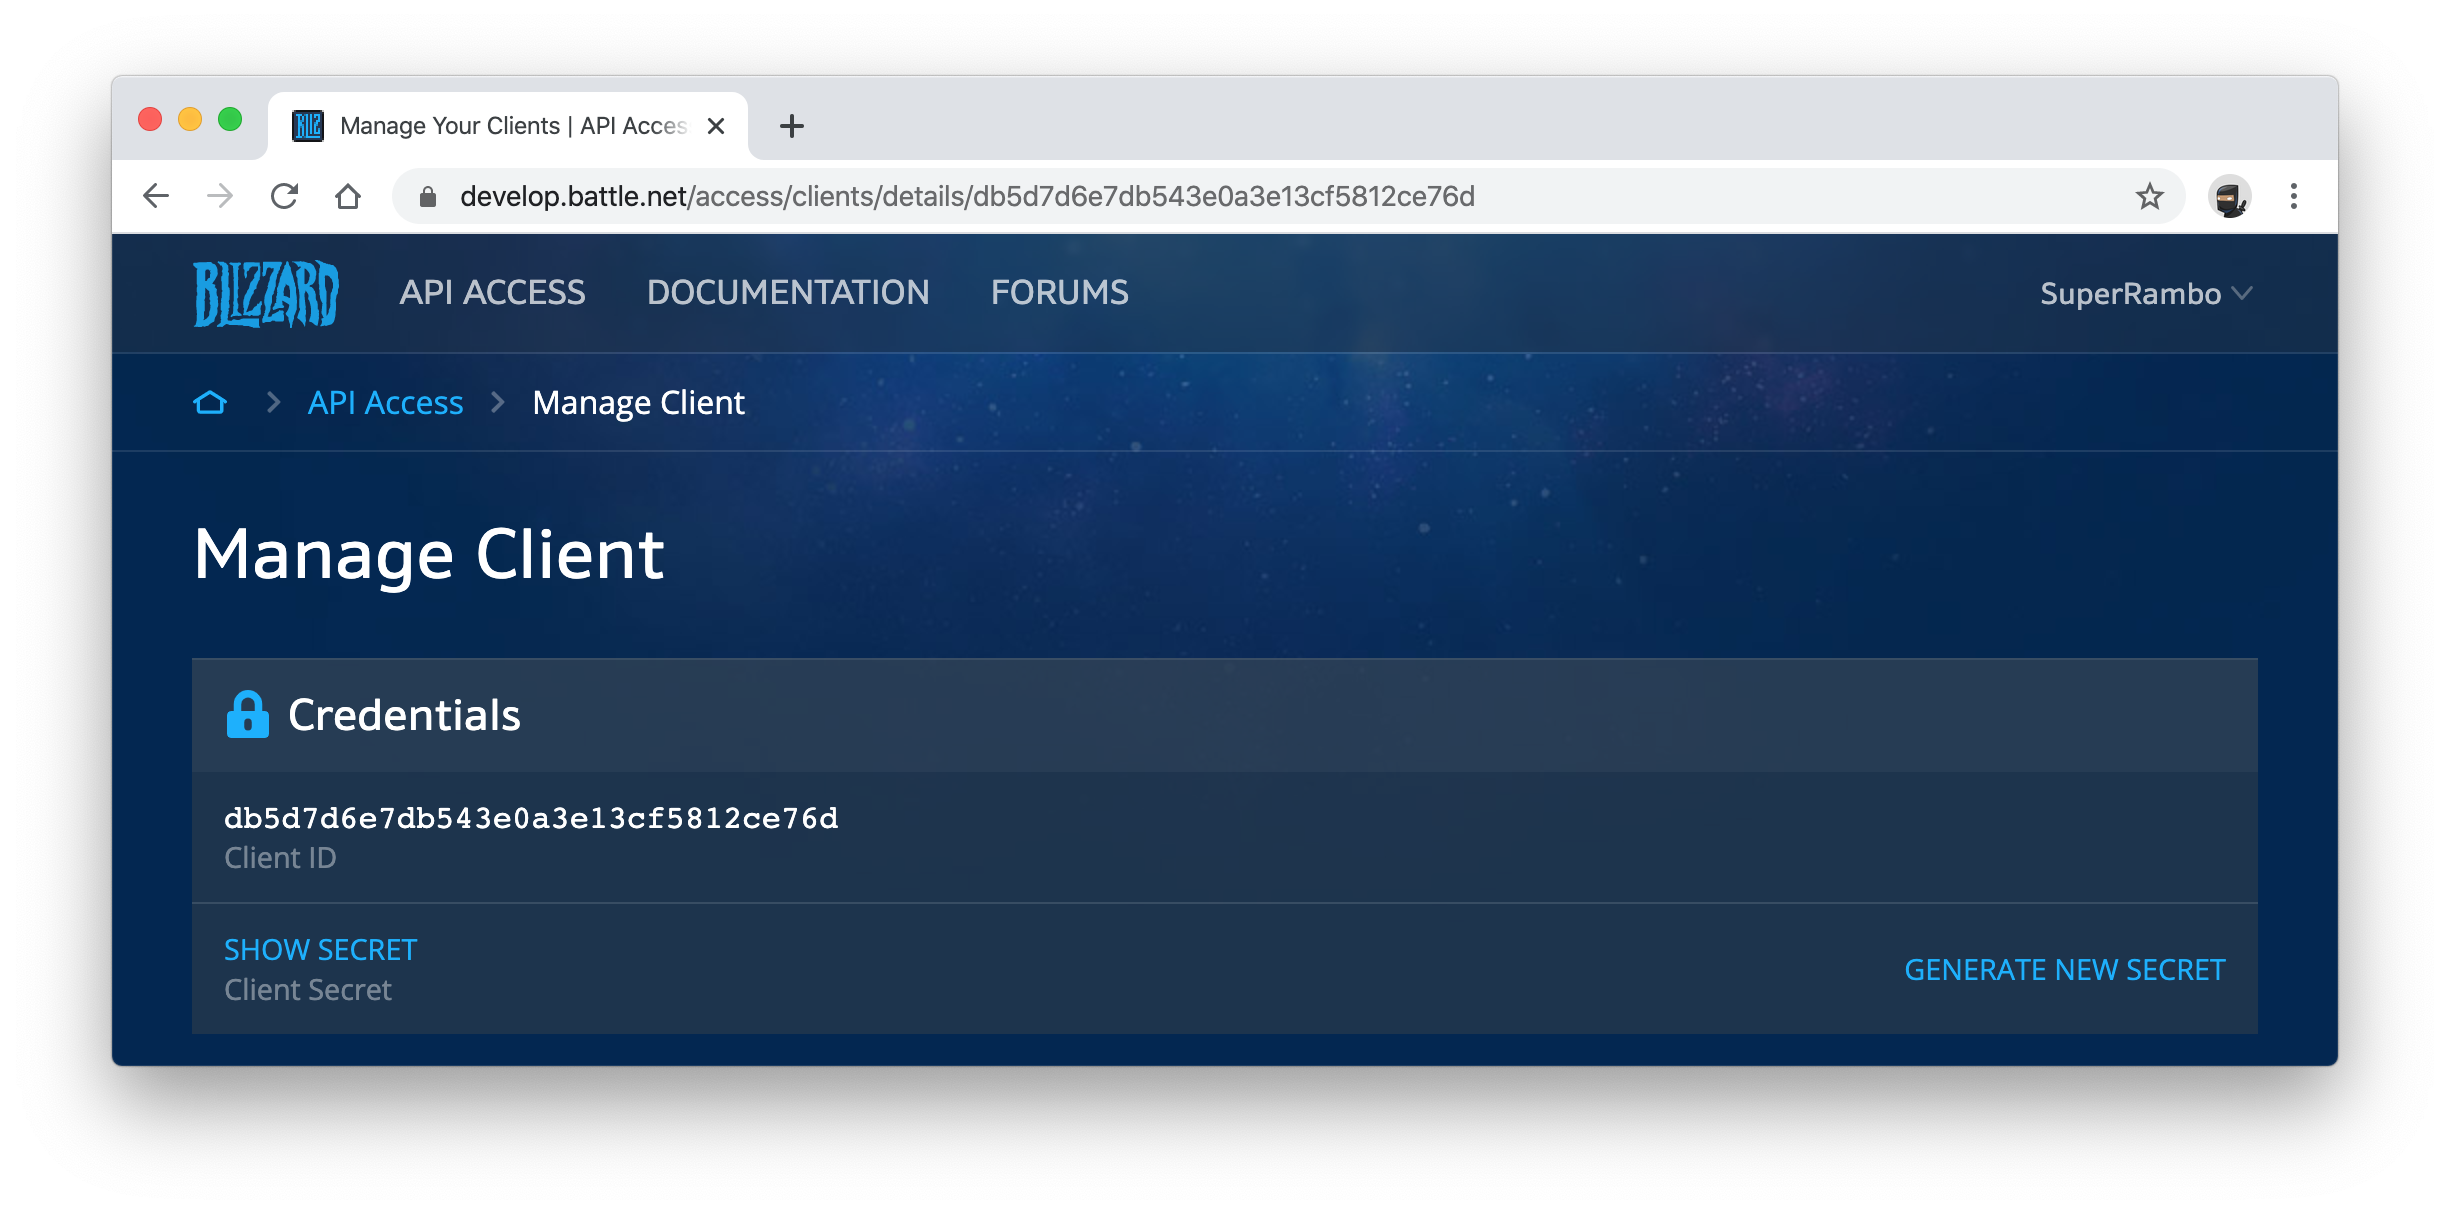 BLIZ
Manage Your Clients | API Acces
develop.battle.net/access/clients/details/db5d7d6e7db543e0a3e13cf5812ce76d
BLIZZARD API ACCESS DOCUMENTATION FORUMS SuperRambo
API Access Manage Client
Manage Client
Credentials
db5d7d6e7db543e0a3e13cf5812ce76d
Client ID
SHOW SECRET
Client Secret
GENERATE NEW SECRET